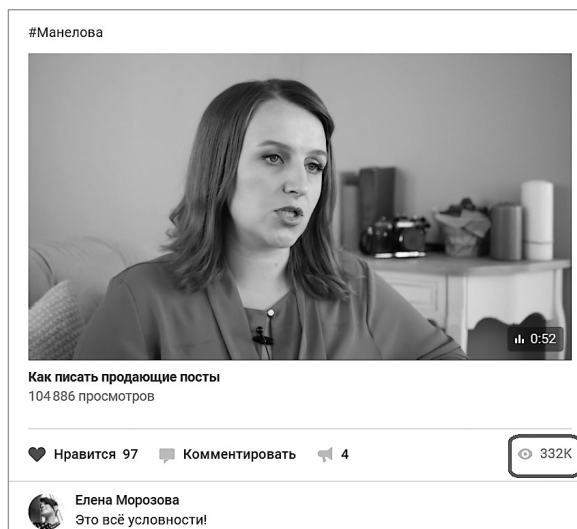 #Манелова
0:52
Как писать продающие посты
104 886 просмотров
Нравится 97 Комментировать 4 332K
Елена Морозова
Это всё условности!